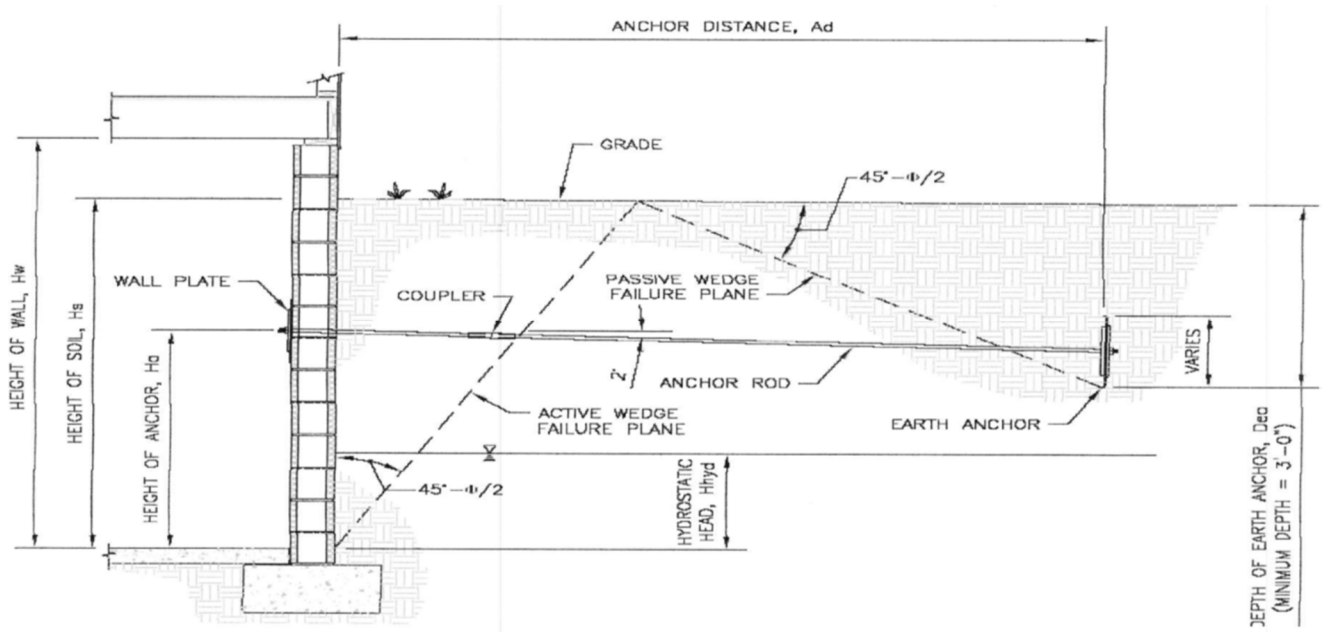 ANCHOR DISTANCE, Ad
GRADE
45°-Φ/2
WALL PLATE
COUPLER
PASSIVE WEDGE
FAILURE PLANE
HEIGHT OF WALL, Hw
HEIGHT OF SOIL, Hs
HEIGHT OF ANCHOR, Ha
2'
ANCHOR ROD
VARIES
ACTIVE WEDGE
FAILURE PLANE
EARTH ANCHOR
45°-Φ/2
HYDROSTATIC
HEAD, Hhyd
DEPTH OF EARTH ANCHOR, Dea
(MINIMUM DEPTH = 3'-0")